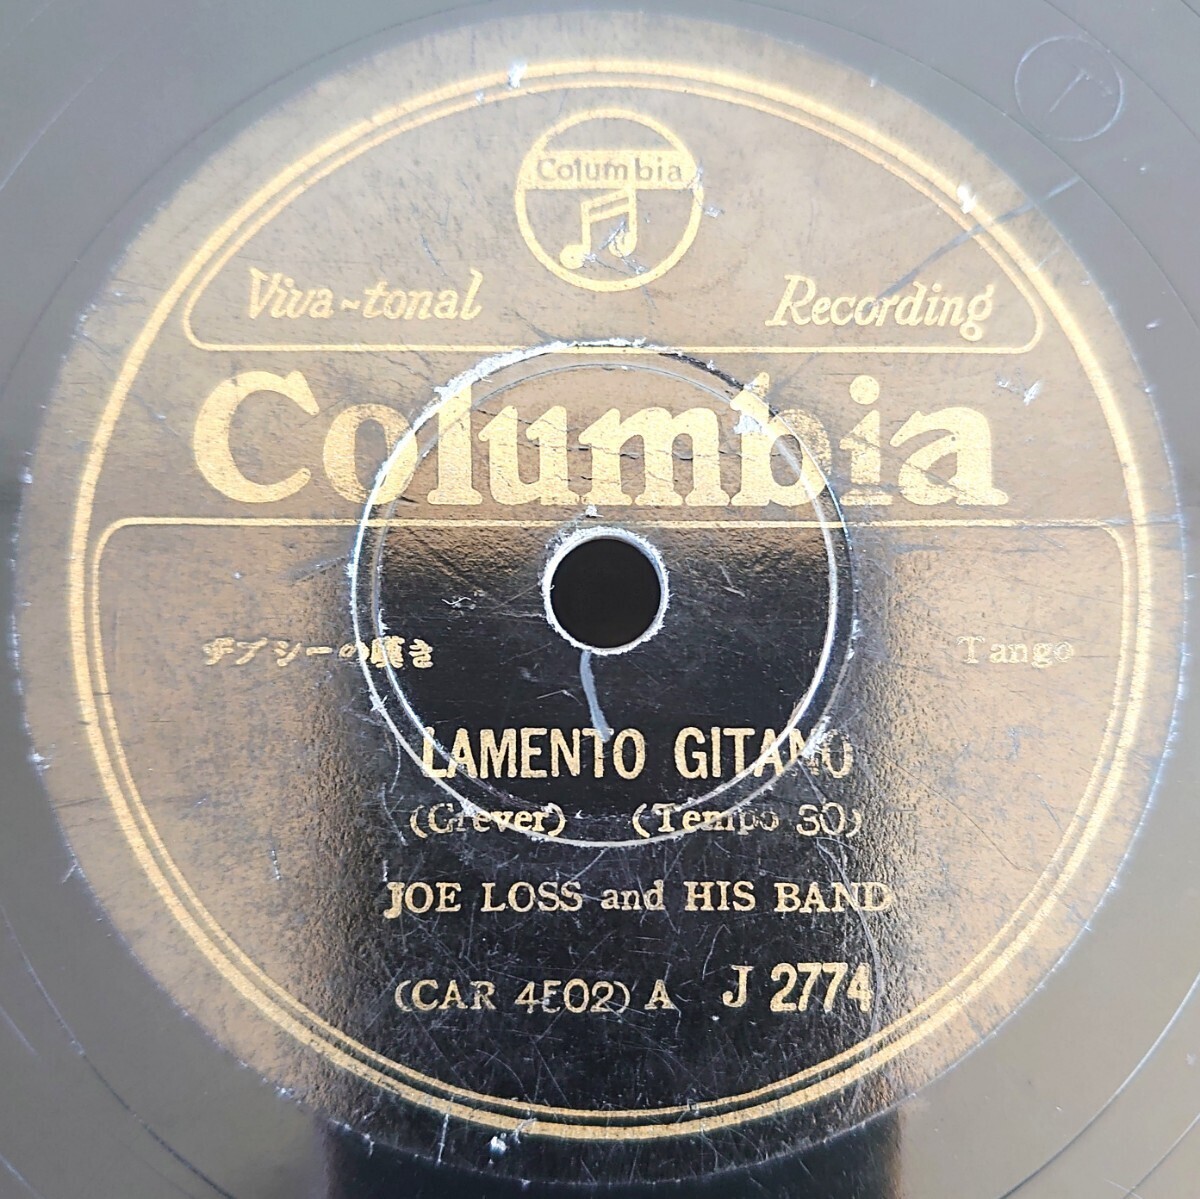 T
Columbia
Viva-tonal Recording
Columbia
チプシーの嘆き Tango
LAMENTO GITANO
(Grever) (Tempo 30)
JOE LOSS and HIS BAND
(CAR 4502) A J 2774